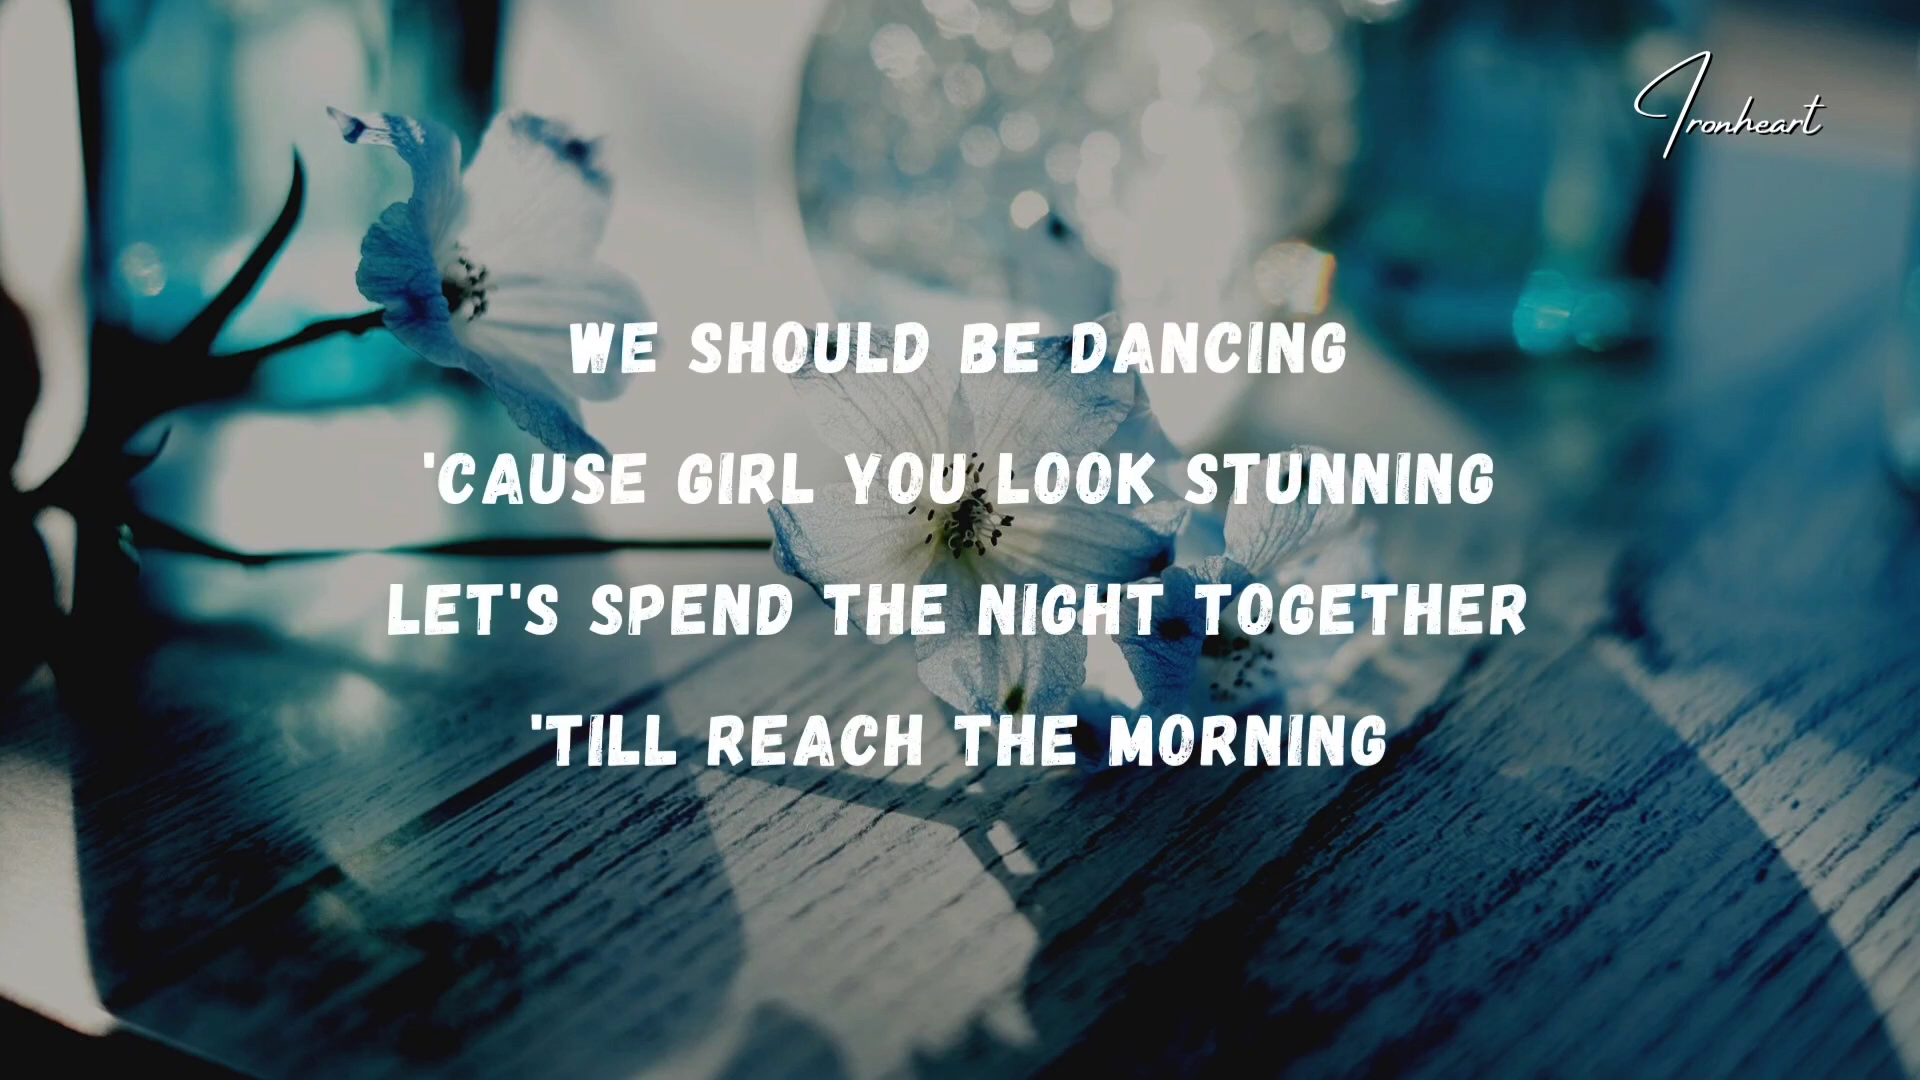 Ironheart
WE SHOULD BE DANCING
'CAUSE GIRL YOU LOOK STUNNING
LET'S SPEND THE NIGHT TOGETHER
'TILL REACH THE MORNING